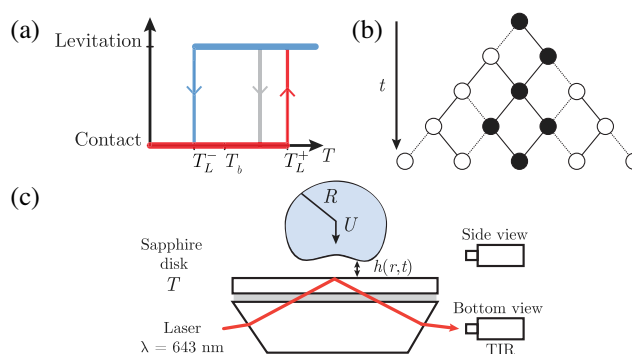 (a)
Levitation
Contact
T_L^- T_b T_L^+ T
(b)
t
(c)
R
U
h(r,t)
Sapphire
disk
T
Laser
λ = 643 nm
Side view
Bottom view
TIR